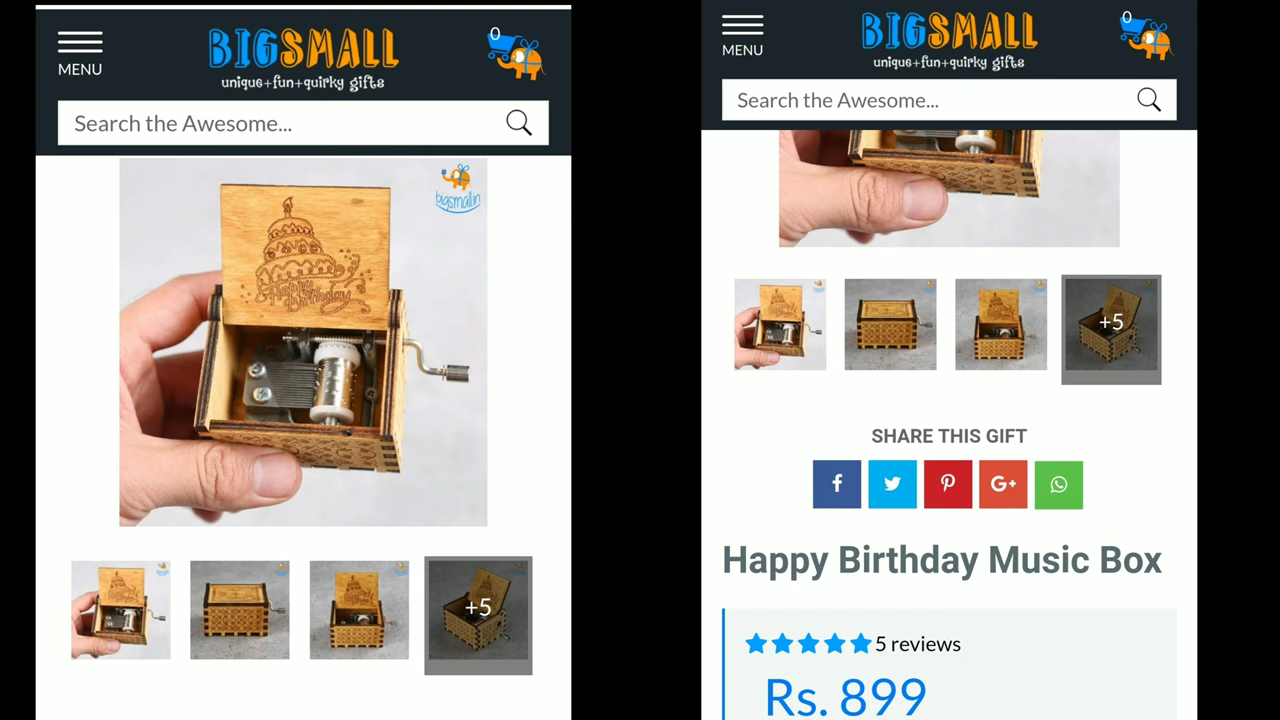 MENU
BIGSMALL
unique+fun+quirky gifts
0
Search the Awesome...
bigsmall.in
Happy
Birthday
+5
MENU
BIGSMALL
unique+fun+quirky gifts
0
Search the Awesome...
+5
SHARE THIS GIFT
f
G+
Happy Birthday Music Box
5 reviews
Rs. 899